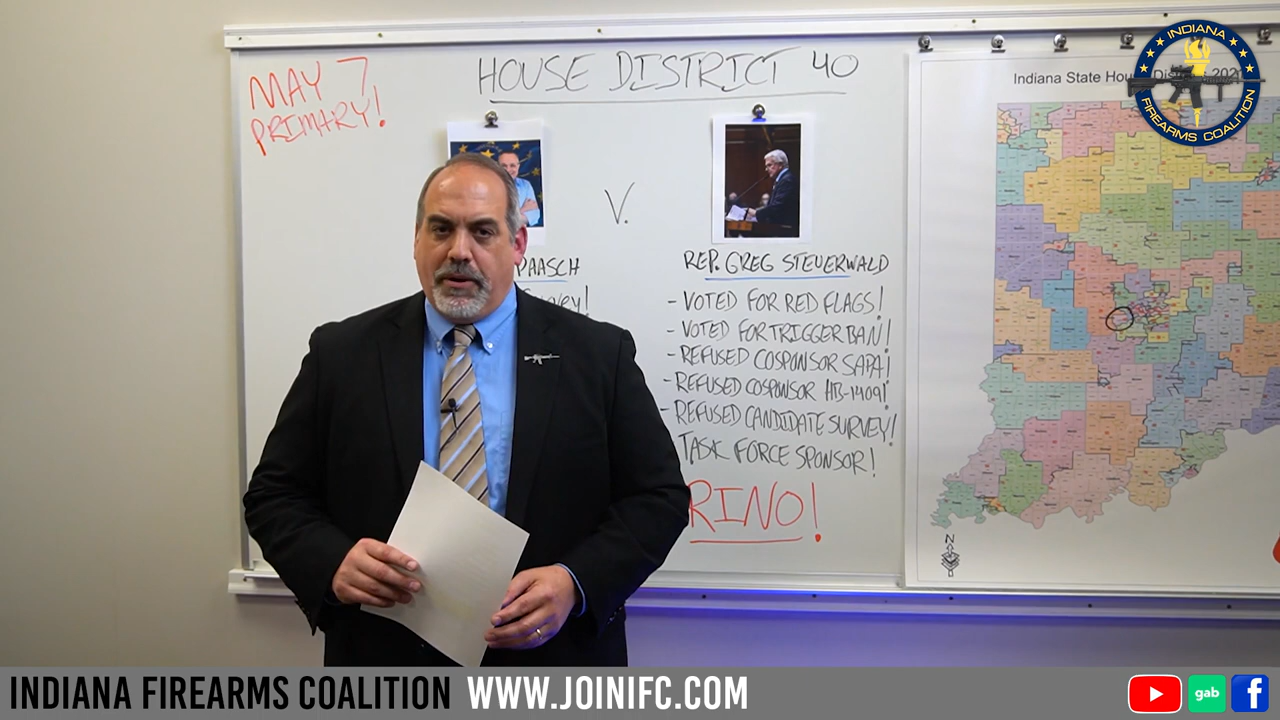 MAY 7
PRIMARY!
HOUSE DISTRICT 40
V.
PAASCH
Survey!
REP. GREG STEUERWALD
- VOTED FOR RED FLAGS!
- VOTED FOR TRIGGER BAN!
- REFUSED COSPONSOR SAPA!
- REFUSED COSPONSOR HB-1409!
- REFUSED CANDIDATE SURVEY!
TASK FORCE SPONSOR!
RINO!
Indiana State House
INDIANA
FIREARMS COALITION
N
INDIANA FIREARMS COALITION WWW.JOINIFC.COM
gab